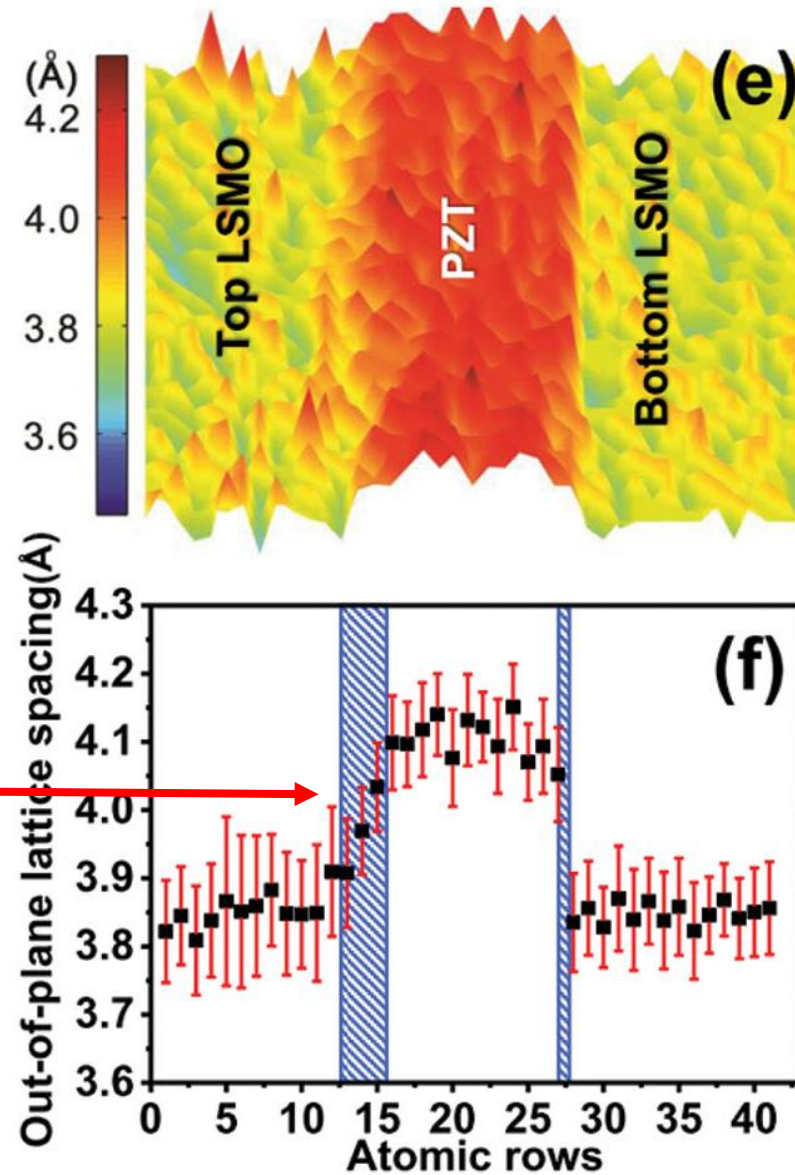 (Å)
(e)
4.2
4.0
3.8
3.6
Top LSMO
PZT
Bottom LSMO
Out-of-plane lattice spacing(Å)
4.3
4.2
4.1
4.0
3.9
3.8
3.7
3.6
(f)
0 5 10 15 20 25 30 35 40
Atomic rows